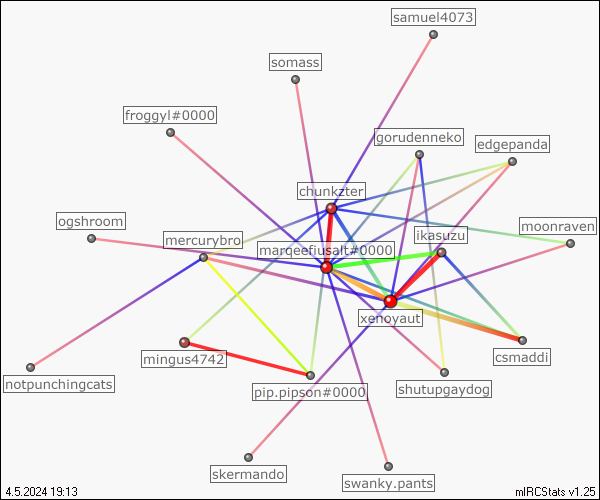 samuel4073
somass
froggyl#0000
gorudenneko
edgepanda
chunkzter
ogshroom
moonraven
ikasuzu
mercurybro
marqeefiusalt#0000
xenoyaut
mingus4742
csmaddi
notpunchingcats
pip.pipson#0000
shutupgaydog
skermando
swanky.pants
4.5.2024 19:13
mIRCStats v1.25